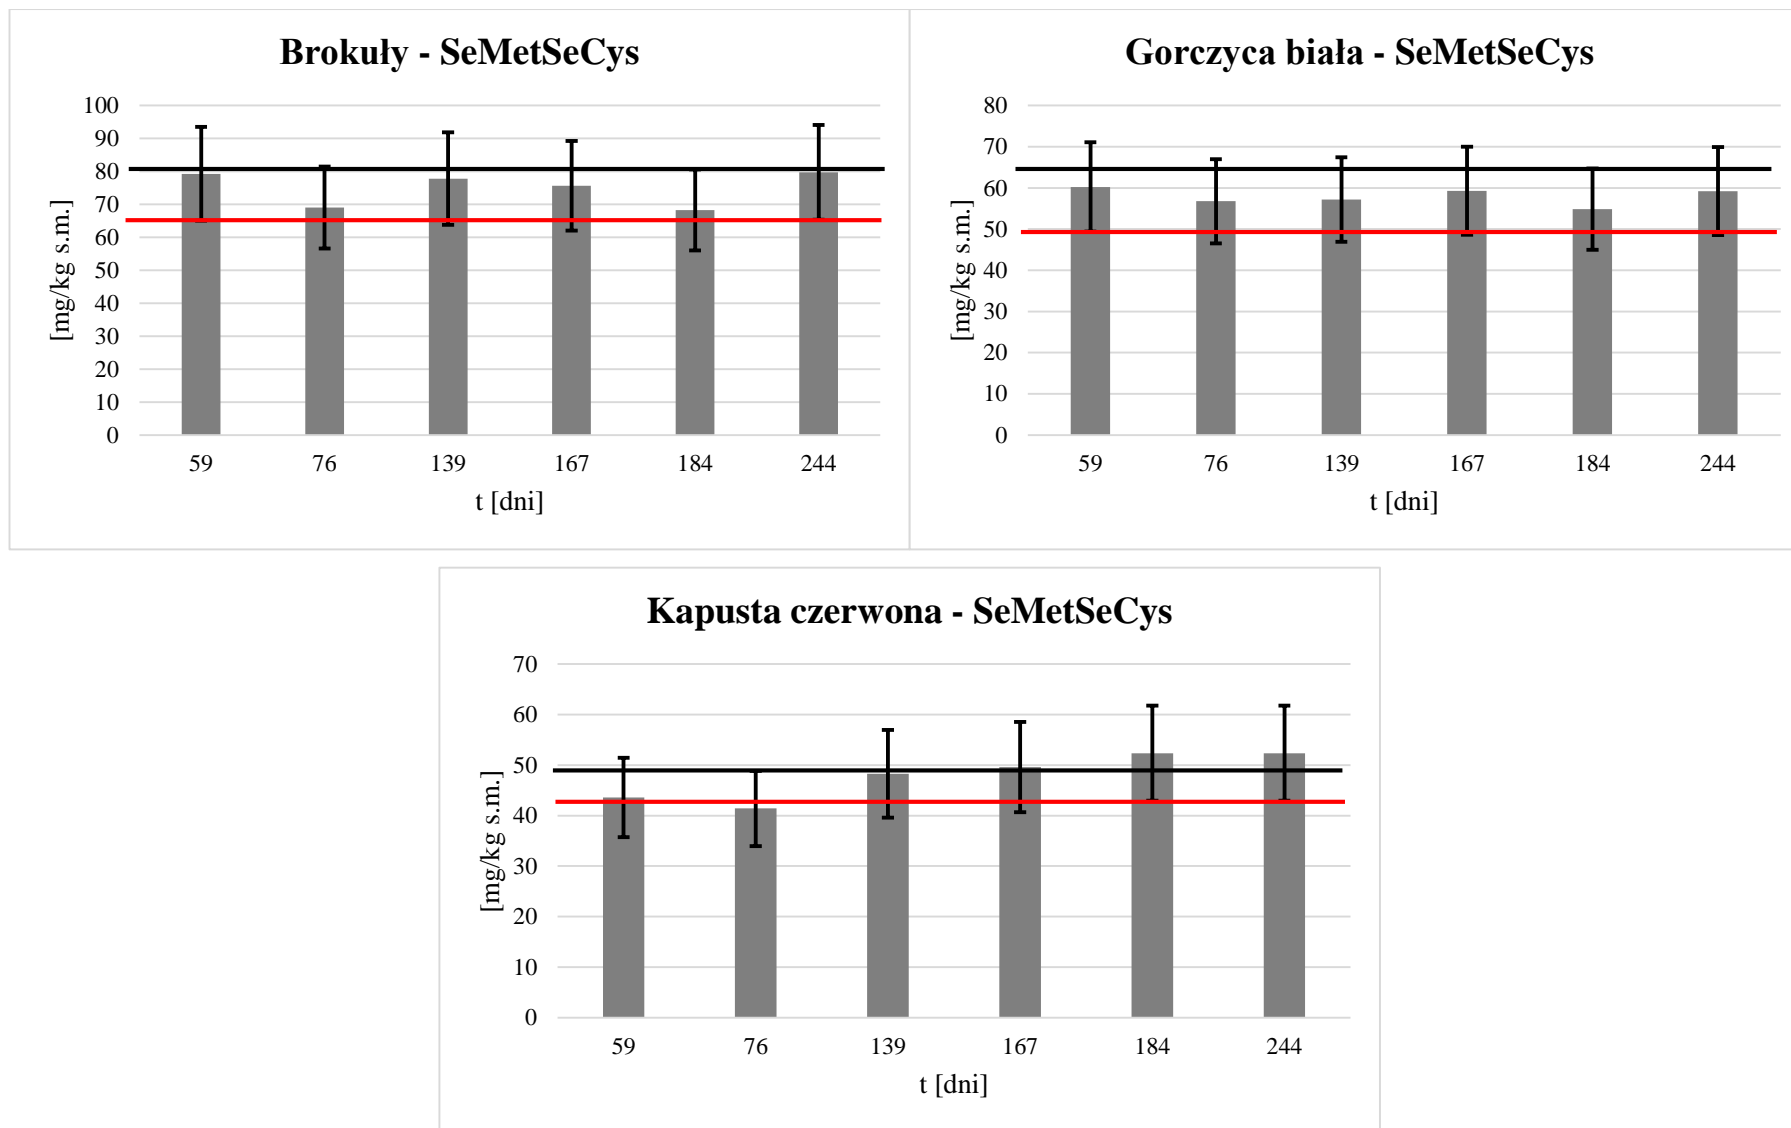 Brokuły - SeMetSeCys
[mg/kg s.m.]
100
90
80
70
60
50
40
30
20
10
0
59 76 139 167 184 244
t [dni]
Gorczyca biała - SeMetSeCys
[mg/kg s.m.]
80
70
60
50
40
30
20
10
0
59 76 139 167 184 244
t [dni]
Kapusta czerwona - SeMetSeCys
[mg/kg s.m.]
70
60
50
40
30
20
10
0
59 76 139 167 184 244
t [dni]